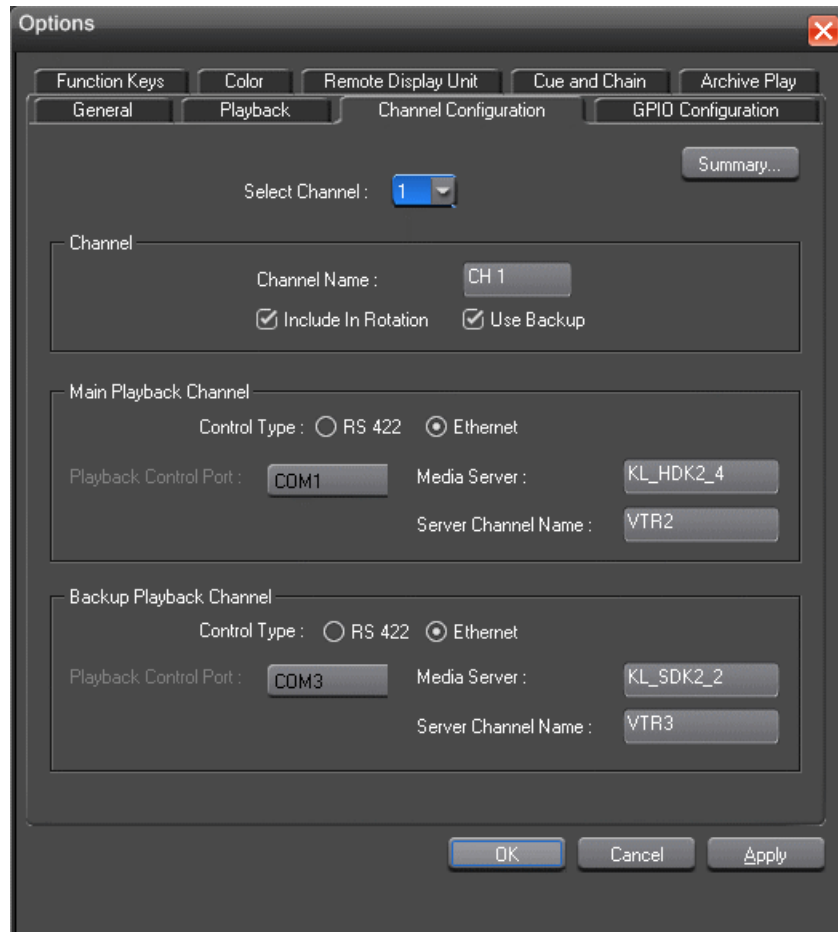 Options
Function Keys Color Remote Display Unit Cue and Chain Archive Play
General Playback Channel Configuration GPIO Configuration
Summary...
Select Channel : 1
Channel
Channel Name : CH 1
Include In Rotation Use Backup
Main Playback Channel
Control Type : RS 422 Ethernet
Playback Control Port : COM1 Media Server : KL_HDK2_4
Server Channel Name : VTR2
Backup Playback Channel
Control Type : RS 422 Ethernet
Playback Control Port : COM3 Media Server : KL_SDK2_2
Server Channel Name : VTR3
OK Cancel Apply